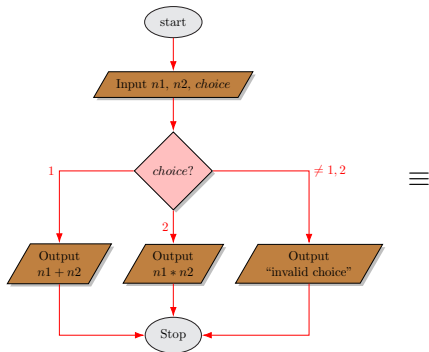 start
Input n1, n2, choice
choice?
1
≠ 1, 2
2
Output
n1 + n2
Output
n1 ∗ n2
Output
“invalid choice”
Stop
≡